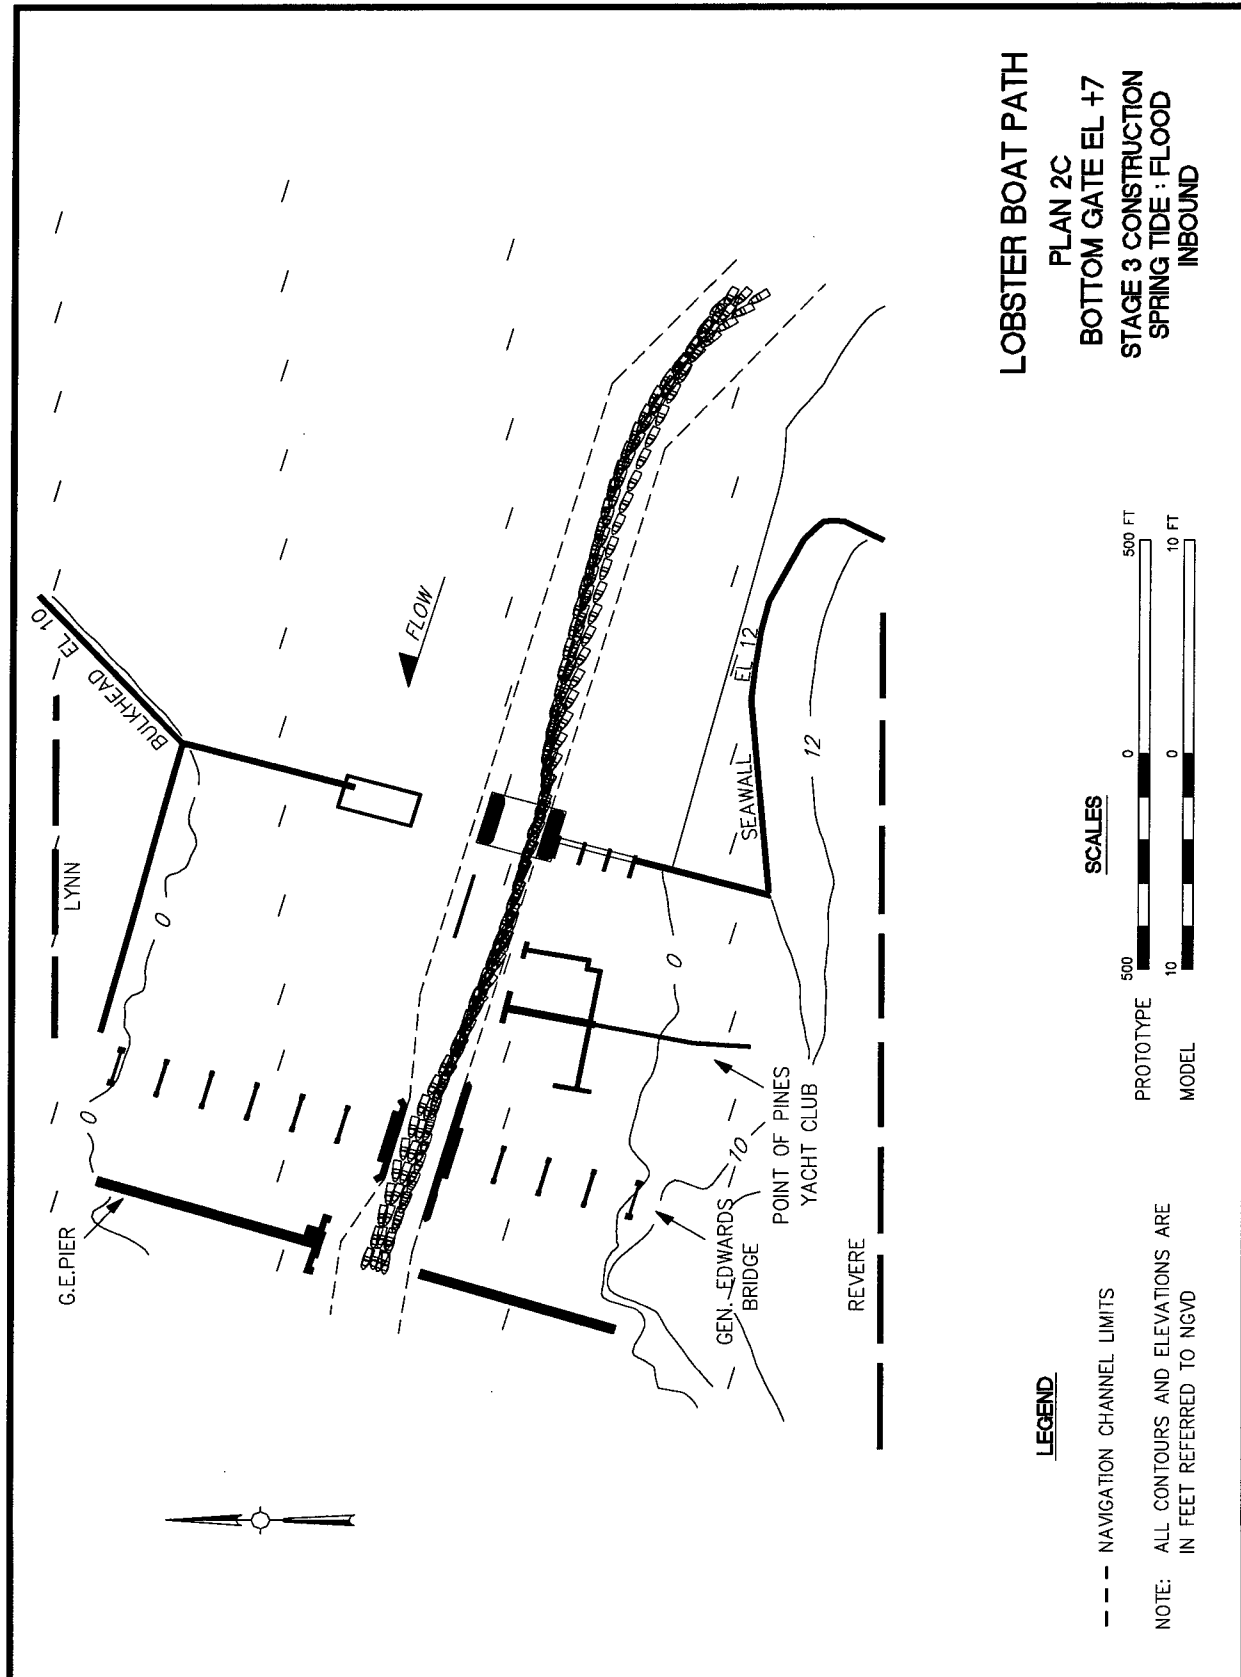 LYNN
BULKHEAD EL 10
FLOW
0
0
G.E.PIER
SEAWALL EL 12
12
0
10
POINT OF PINES
YACHT CLUB
GEN. EDWARDS
BRIDGE
REVERE
LOBSTER BOAT PATH
PLAN 2C
BOTTOM GATE EL +7
STAGE 3 CONSTRUCTION
SPRING TIDE : FLOOD
INBOUND
SCALES
PROTOTYPE 500 0 500 FT
MODEL 10 0 10 FT
LEGEND
--- NAVIGATION CHANNEL LIMITS
NOTE: ALL CONTOURS AND ELEVATIONS ARE
IN FEET REFERRED TO NGVD